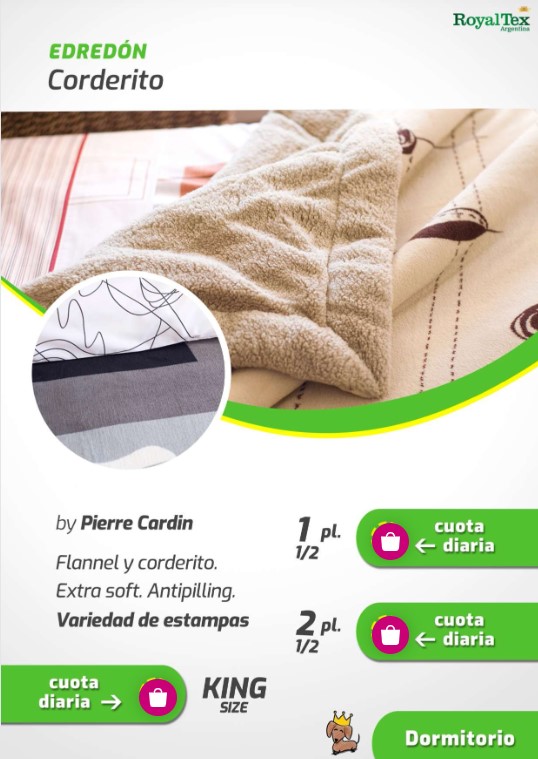 RoyalTex
Argentina
EDREDÓN
Corderito
by Pierre Cardin
Flannel y corderito.
Extra soft. Antipilling.
Variedad de estampas
1 pl.
1/2
cuota
← diaria
2 pl.
1/2
cuota
← diaria
cuota
diaria →
KING
SIZE
Dormitorio